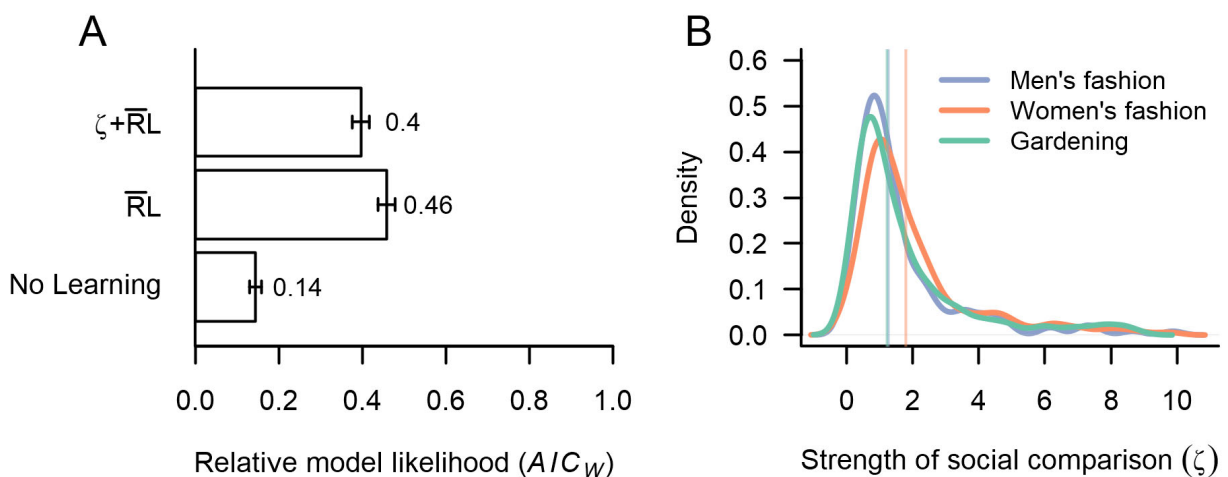 A
ζ+R̅L
0.4
R̅L
0.46
No Learning
0.14
0.0 0.2 0.4 0.6 0.8 1.0
Relative model likelihood (AIC_W)
B
0.6
0.5
0.4
0.3
0.2
0.1
0.0
Density
Men's fashion
Women's fashion
Gardening
0 2 4 6 8 10
Strength of social comparison (ζ)